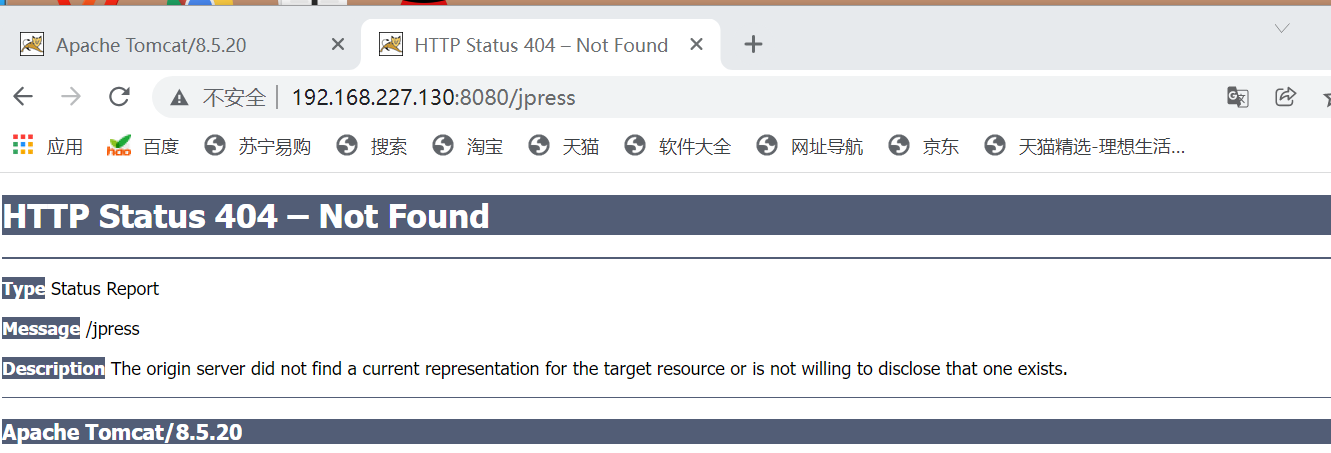 Apache Tomcat/8.5.20
HTTP Status 404 – Not Found
不安全 192.168.227.130:8080/jpress
应用 hao 百度 苏宁易购 搜索 淘宝 天猫 软件大全 网址导航 京东 天猫精选-理想生活...
HTTP Status 404 – Not Found
Type Status Report
Message /jpress
Description The origin server did not find a current representation for the target resource or is not willing to disclose that one exists.
Apache Tomcat/8.5.20